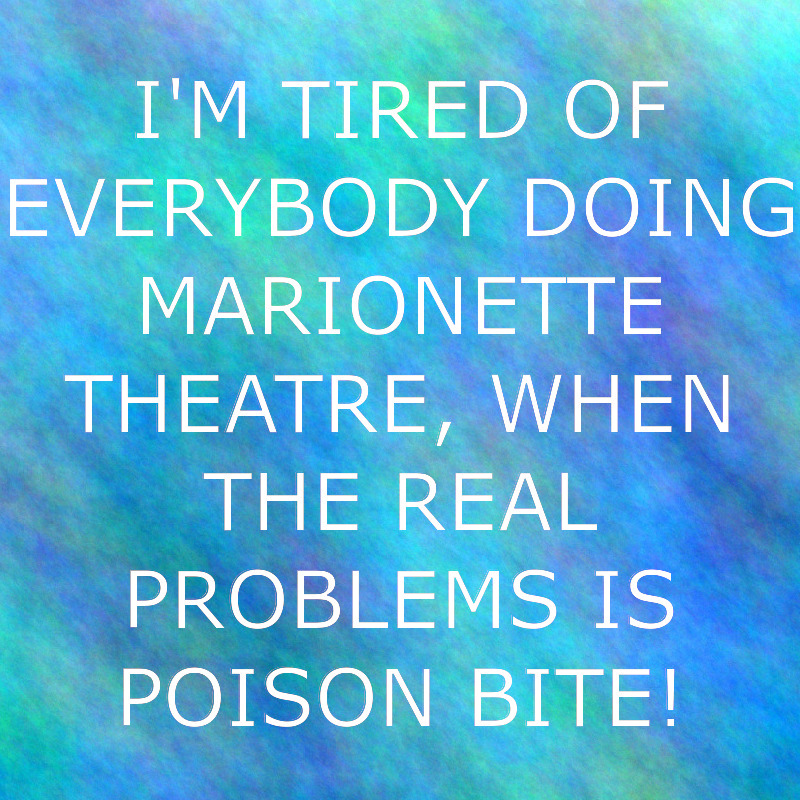 I'M TIRED OF
EVERYBODY DOING
MARIONETTE
THEATRE, WHEN
THE REAL
PROBLEMS IS
POISON BITE!